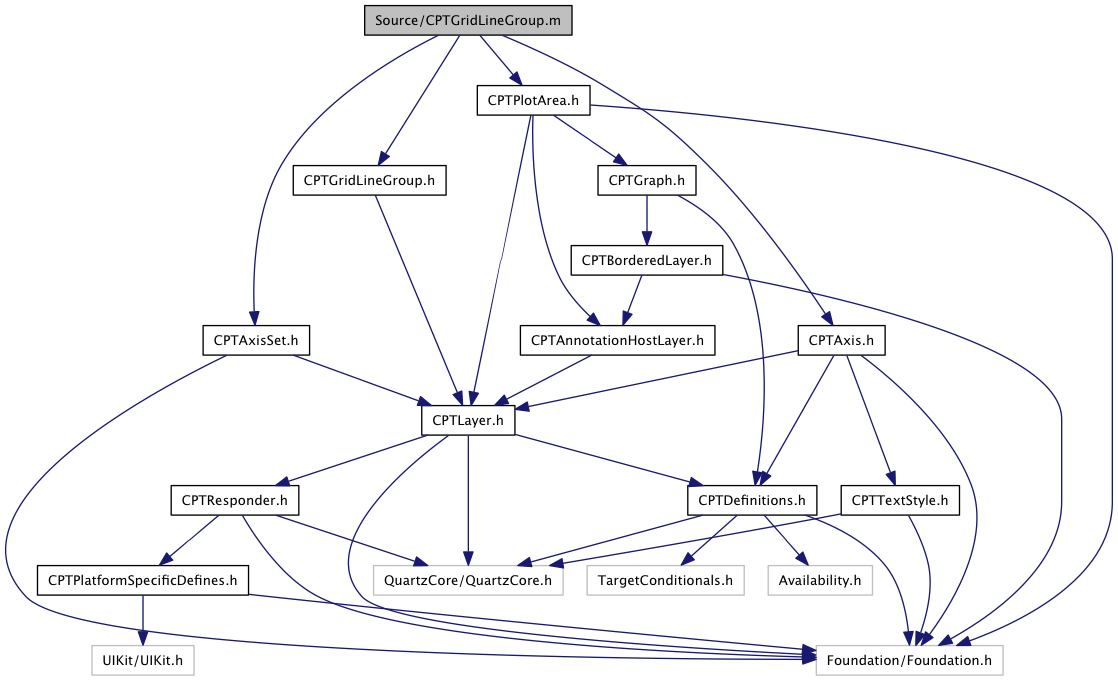 Source/CPTGridLineGroup.m
CPTPlotArea.h
CPTGridLineGroup.h
CPTGraph.h
CPTBorderedLayer.h
CPTAxisSet.h
CPTAnnotationHostLayer.h
CPTAxis.h
CPTLayer.h
CPTResponder.h
CPTDefinitions.h
CPTTextStyle.h
CPTPlatformSpecificDefines.h
QuartzCore/QuartzCore.h
TargetConditionals.h
Availability.h
UIKit/UIKit.h
Foundation/Foundation.h